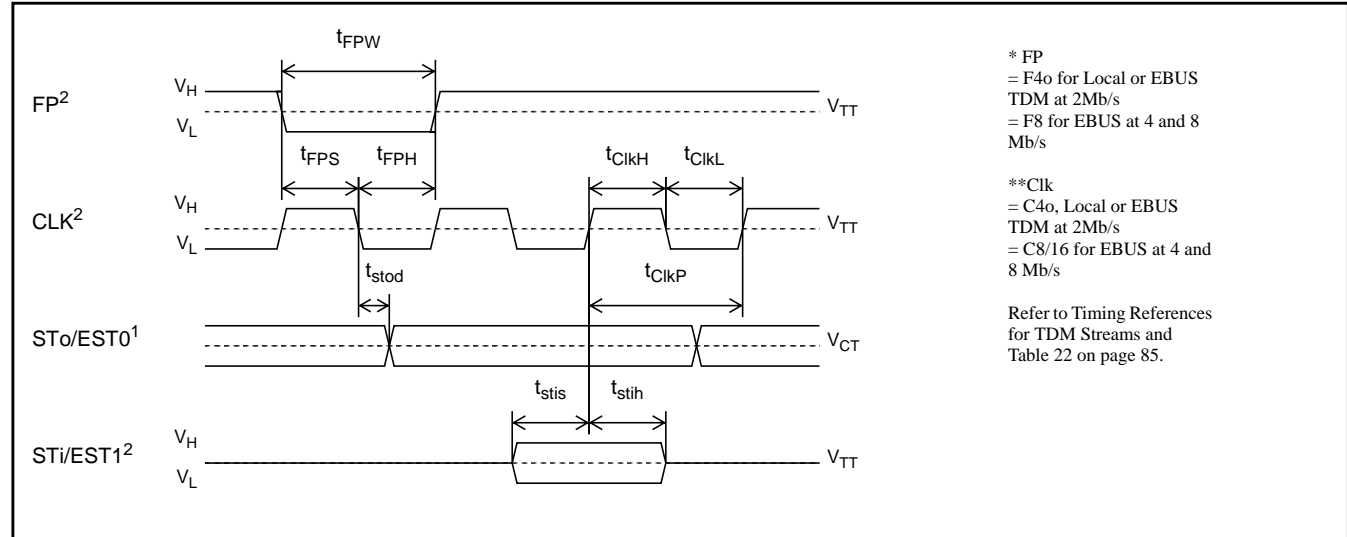 tFPW
FP2
VH
VL
VTT
tFPS
tFPH
tClkH
tClkL
CLK2
VH
VL
VTT
tstod
tClkP
STo/EST01
VCT
tstis
tstih
STi/EST12
VH
VL
VTT
* FP
= F4o for Local or EBUS
TDM at 2Mb/s
= F8 for EBUS at 4 and 8
Mb/s
**Clk
= C4o, Local or EBUS
TDM at 2Mb/s
= C8/16 for EBUS at 4 and
8 Mb/s
Refer to Timing References
for TDM Streams and
Table 22 on page 85.